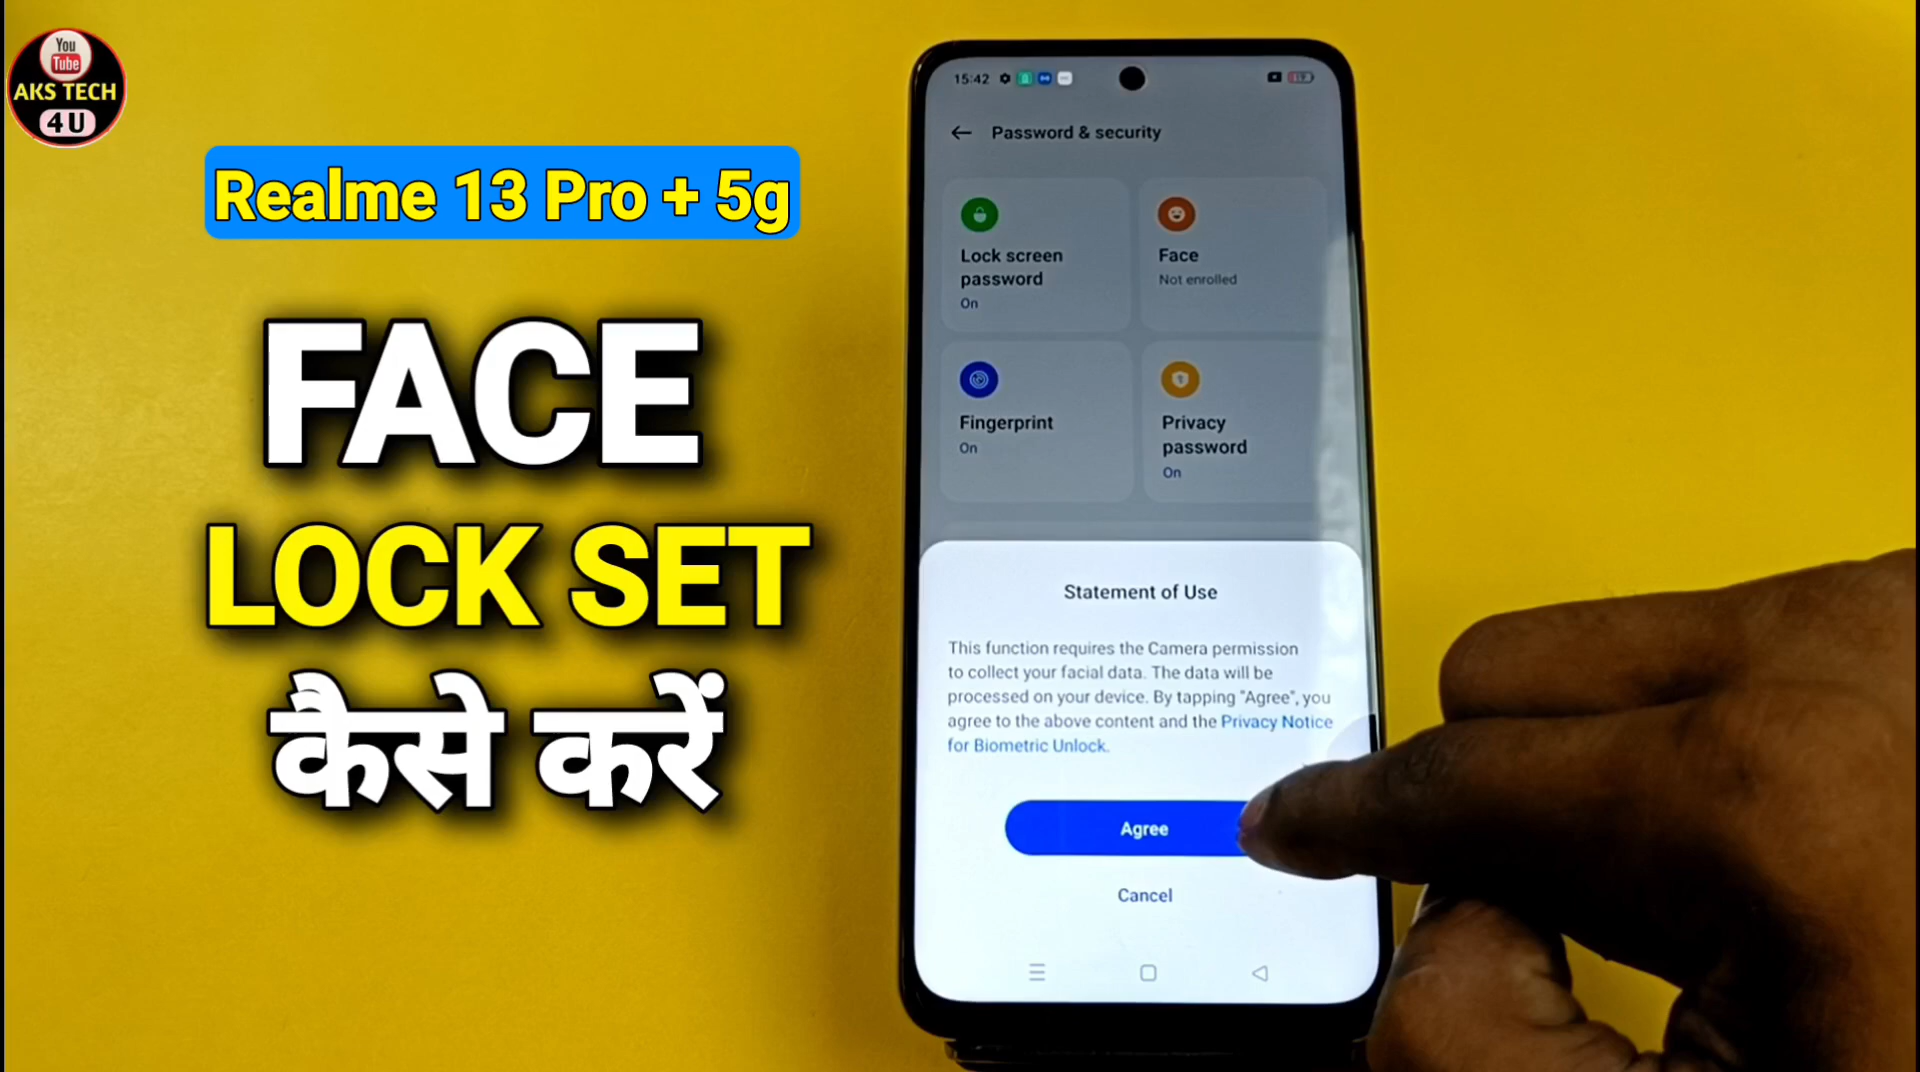 You
Tube
AKS TECH
4U
Realme 13 Pro + 5g
FACE
LOCK SET
कैसे करें
15:42
Password & security
Lock screen
password
On
Face
Not enrolled
Fingerprint
On
Privacy
password
On
Statement of Use
This function requires the Camera permission
to collect your facial data. The data will be
processed on your device. By tapping "Agree", you
agree to the above content and the Privacy Notice
for Biometric Unlock.
Agree
Cancel